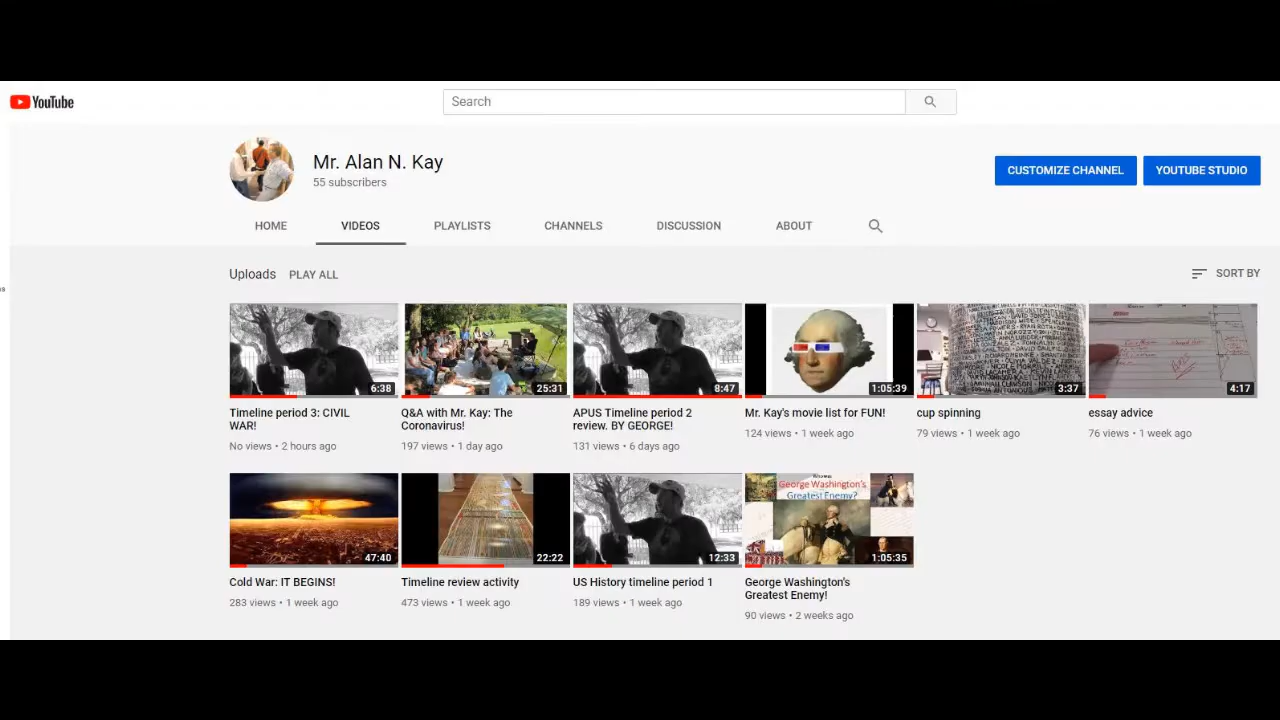 YouTube
Search
Mr. Alan N. Kay
55 subscribers
CUSTOMIZE CHANNEL
YOUTUBE STUDIO
HOME
VIDEOS
PLAYLISTS
CHANNELS
DISCUSSION
ABOUT
Uploads
PLAY ALL
SORT BY
6:38
25:31
8:47
1:05:39
3:37
4:17
Timeline period 3: CIVIL
WAR!
No views • 2 hours ago
Q&A with Mr. Kay: The
Coronavirus!
197 views • 1 day ago
APUS Timeline period 2
review. BY GEORGE!
131 views • 6 days ago
Mr. Kay's movie list for FUN!
124 views • 1 week ago
cup spinning
79 views • 1 week ago
essay advice
76 views • 1 week ago
47:40
22:22
12:33
George Washington's
Greatest Enemy?
1:05:35
Cold War: IT BEGINS!
283 views • 1 week ago
Timeline review activity
473 views • 1 week ago
US History timeline period 1
189 views • 1 week ago
George Washington's
Greatest Enemy!
90 views • 2 weeks ago